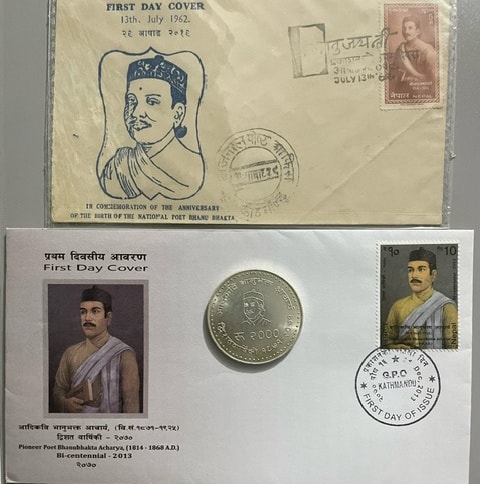 FIRST DAY COVER
13th. July 1962.
२९ आषाढ २०१९
JULY 13th
नेपाल NEPAL
IN COMMEMORATION OF THE ANNIVERSARY
OF THE BIRTH OF THE NATIONAL POET BHANU BHAKTA
प्रथम दिवसीय आवरण
First Day Cover
रू २०००
रु १०
Rs 10
Nepal
G.P.O
KATHMANDU
Dec. 2013
FIRST DAY OF ISSUE
आदिकवि भानुभक्त आचार्य, (वि.सं.१८७१-१९२५)
द्विशत वार्षिकी - २०७०
Pioneer Poet Bhanubhakta Acharya, (1814 - 1868 A.D.)
Bi-centennial - 2013
२०७०